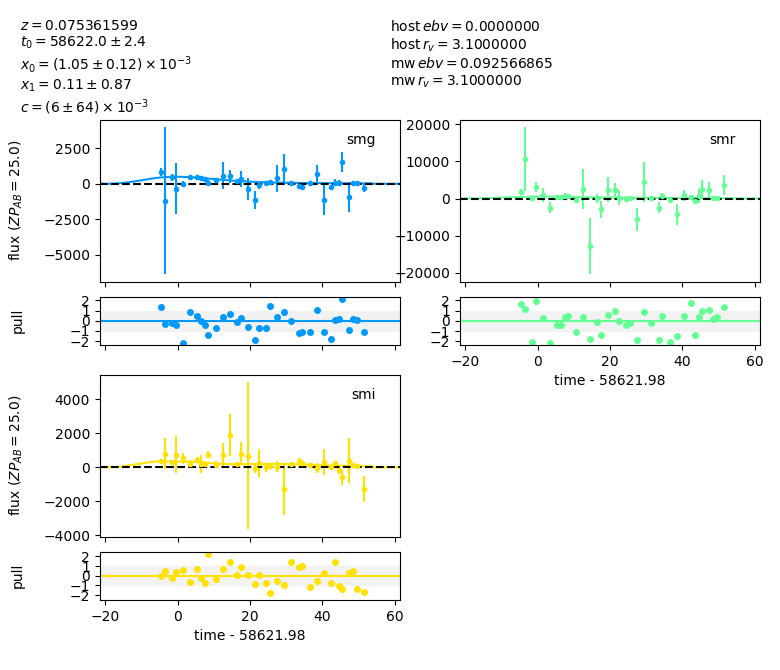 z = 0.075361599
t₀ = 58622.0 ± 2.4
x₀ = (1.05 ± 0.12) × 10⁻³
x₁ = 0.11 ± 0.87
c = (6 ± 64) × 10⁻³
host ebv = 0.0000000
host r_v = 3.1000000
mw ebv = 0.092566865
mw r_v = 3.1000000
smg
flux (ZP_AB = 25.0)
2500
0
−2500
−5000
pull
2
1
0
−1
−2
smr
20000
10000
0
−10000
−20000
2
1
0
−1
−2
−20 0 20 40 60
time - 58621.98
smi
flux (ZP_AB = 25.0)
4000
2000
0
−2000
−4000
pull
2
1
0
−1
−2
−20 0 20 40 60
time - 58621.98